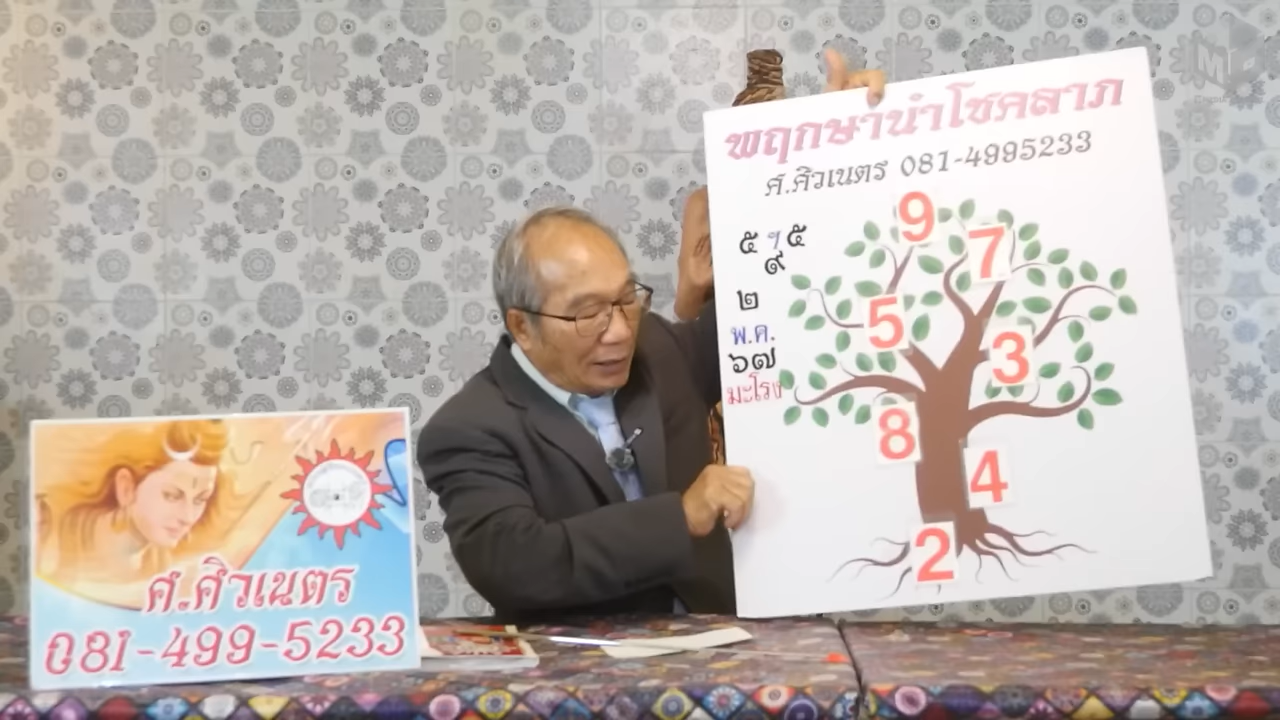 พฤกษานำโชคลาภ
ศ.ศิวเนตร 081-4995233
๕ ฯ ๕
๙
๒
พ.ค.
๖๗
มะโรง
9
7
5
3
8
4
2
ศ.ศิวเนตร
081-499-5233